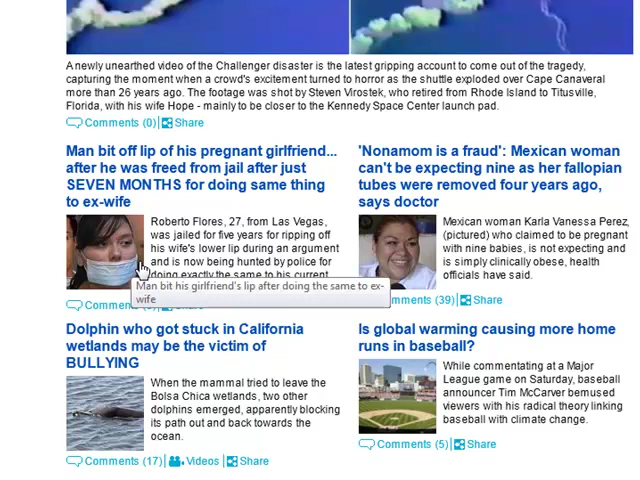 A newly unearthed video of the Challenger disaster is the latest gripping account to come out of the tragedy,
capturing the moment when a crowd's excitement turned to horror as the shuttle exploded over Cape Canaveral
more than 26 years ago. The footage was shot by Steven Virostek, who retired from Rhode Island to Titusville,
Florida, with his wife Hope - mainly to be closer to the Kennedy Space Center launch pad.
Comments (0) Share
Man bit off lip of his pregnant girlfriend...
after he was freed from jail after just
SEVEN MONTHS for doing same thing
to ex-wife
Roberto Flores, 27, from Las Vegas,
was jailed for five years for ripping off
his wife's lower lip during an argument
and is now being hunted by police for
doing exactly the same to his current
Man bit his girlfriend's lip after doing the same to ex-
wife
'Nonamom is a fraud': Mexican woman
can't be expecting nine as her fallopian
tubes were removed four years ago,
says doctor
Mexican woman Karla Vanessa Perez,
(pictured) who claimed to be pregnant
with nine babies, is not expecting and
is simply clinically obese, health
officials have said.
mments (39) Share
Dolphin who got stuck in California
wetlands may be the victim of
BULLYING
When the mammal tried to leave the
Bolsa Chica wetlands, two other
dolphins emerged, apparently blocking
its path out and back towards the
ocean.
Comments (17) Videos Share
Is global warming causing more home
runs in baseball?
While commentating at a Major
League game on Saturday, baseball
announcer Tim McCarver bemused
viewers with his radical theory linking
baseball with climate change.
Comments (5) Share